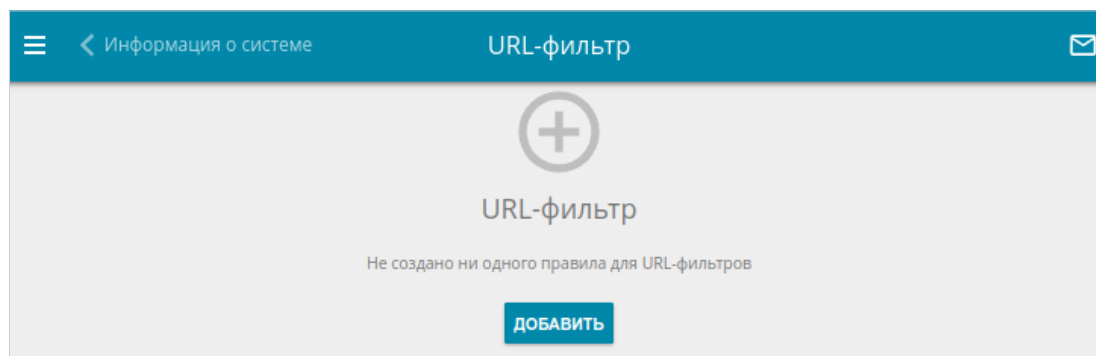 Информация о системе
URL-фильтр
URL-фильтр
Не создано ни одного правила для URL-фильтров
ДОБАВИТЬ